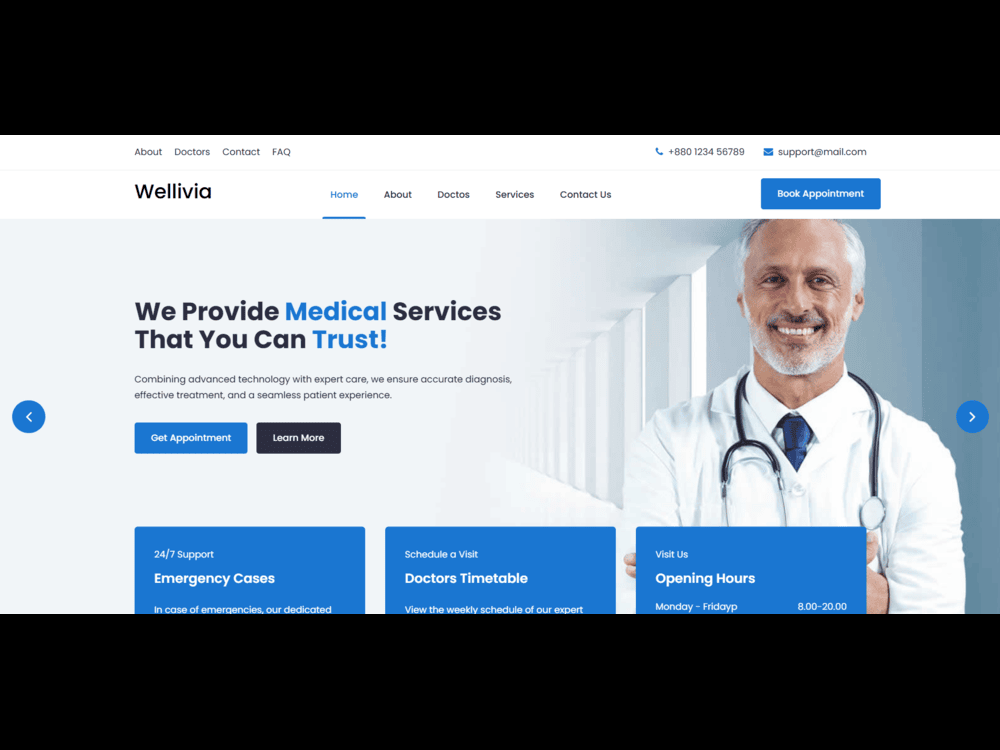 About Doctors Contact FAQ +880 1234 56789 support@mail.com
Wellivia Home About Doctos Services Contact Us Book Appointment
We Provide Medical Services
That You Can Trust!
Combining advanced technology with expert care, we ensure accurate diagnosis,
effective treatment, and a seamless patient experience.
Get Appointment Learn More
24/7 Support
Emergency Cases
In case of emergencies, our dedicated
Schedule a Visit
Doctors Timetable
View the weekly schedule of our expert
Visit Us
Opening Hours
Monday - Fridayp 8.00-20.00